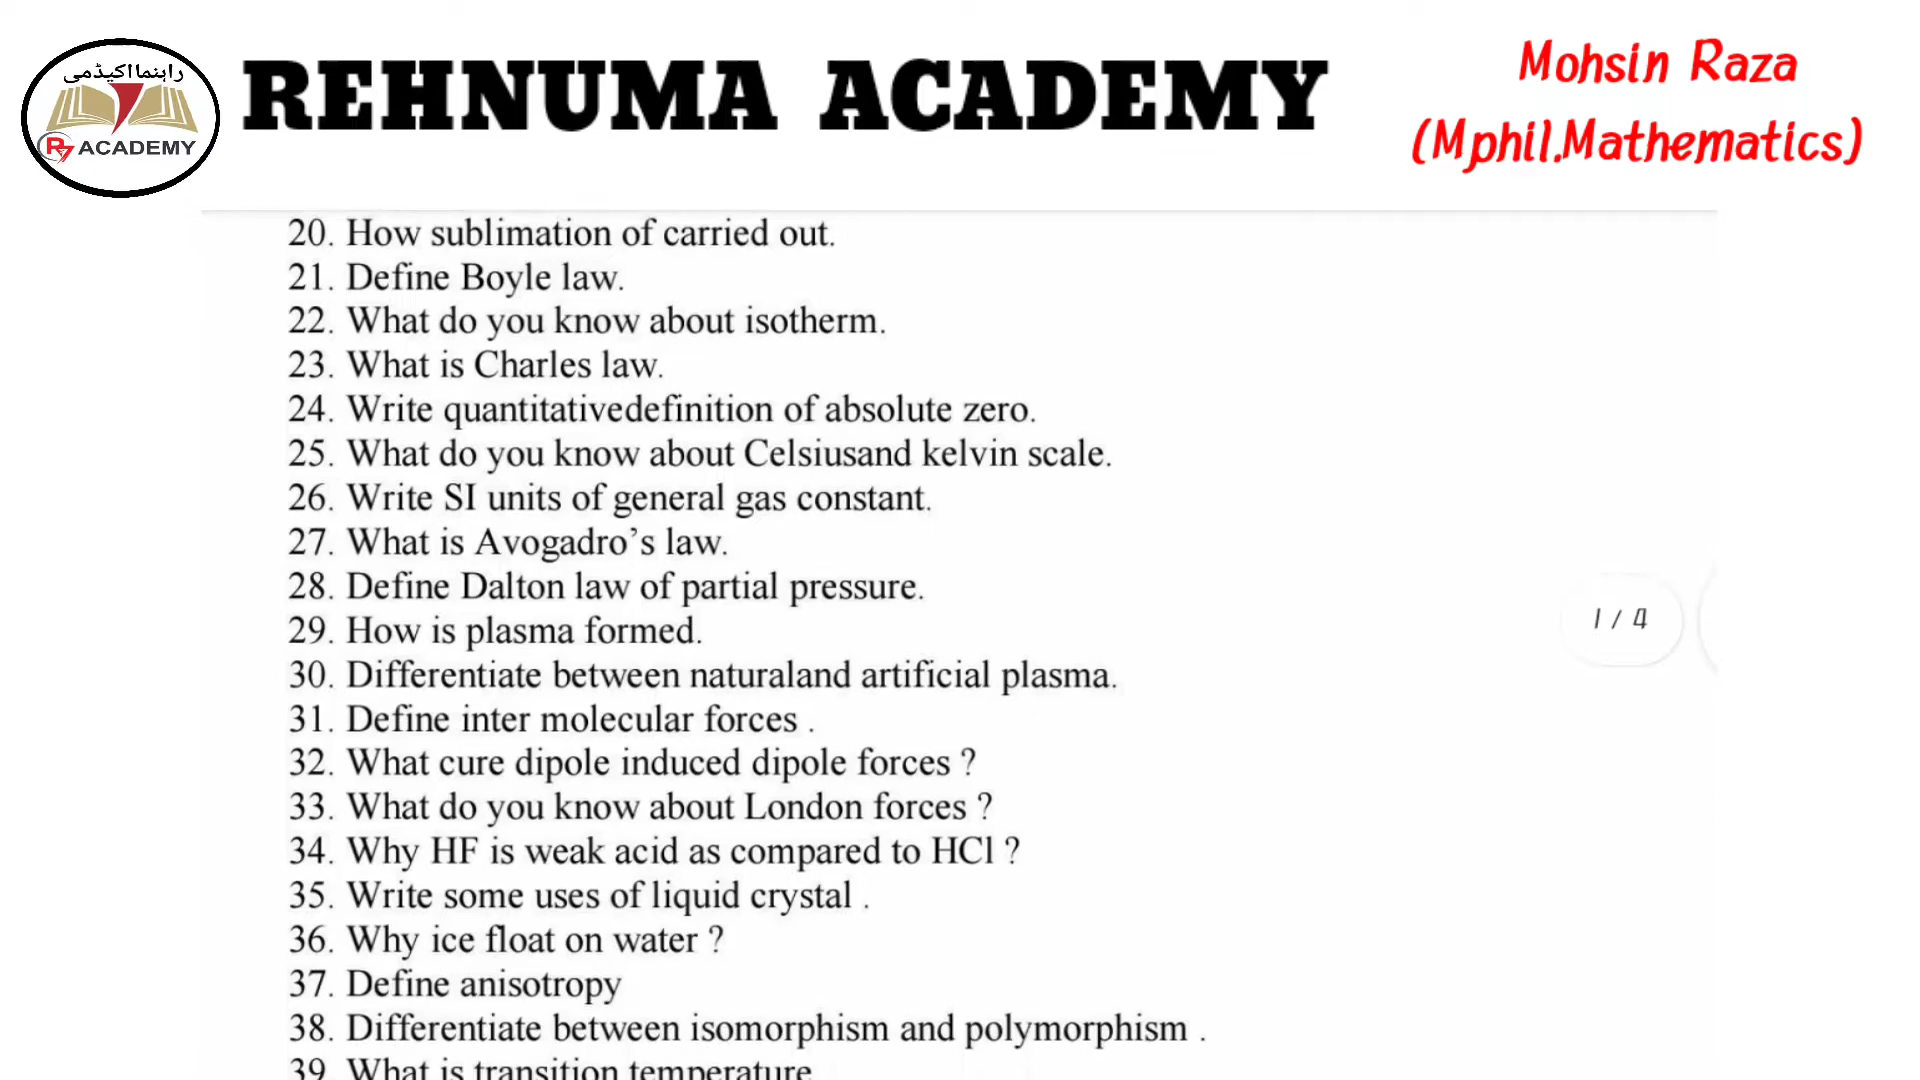 راہنما اکیڈمی
R7 ACADEMY
REHNUMA ACADEMY
Mohsin Raza
(Mphil.Mathematics)
20. How sublimation of carried out.
21. Define Boyle law.
22. What do you know about isotherm.
23. What is Charles law.
24. Write quantitativedefinition of absolute zero.
25. What do you know about Celsiusand kelvin scale.
26. Write SI units of general gas constant.
27. What is Avogadro’s law.
28. Define Dalton law of partial pressure.
29. How is plasma formed.
30. Differentiate between naturaland artificial plasma.
31. Define inter molecular forces .
32. What cure dipole induced dipole forces ?
33. What do you know about London forces ?
34. Why HF is weak acid as compared to HCl ?
35. Write some uses of liquid crystal .
36. Why ice float on water ?
37. Define anisotropy
38. Differentiate between isomorphism and polymorphism .
39. What is transition temperature
1 / 4